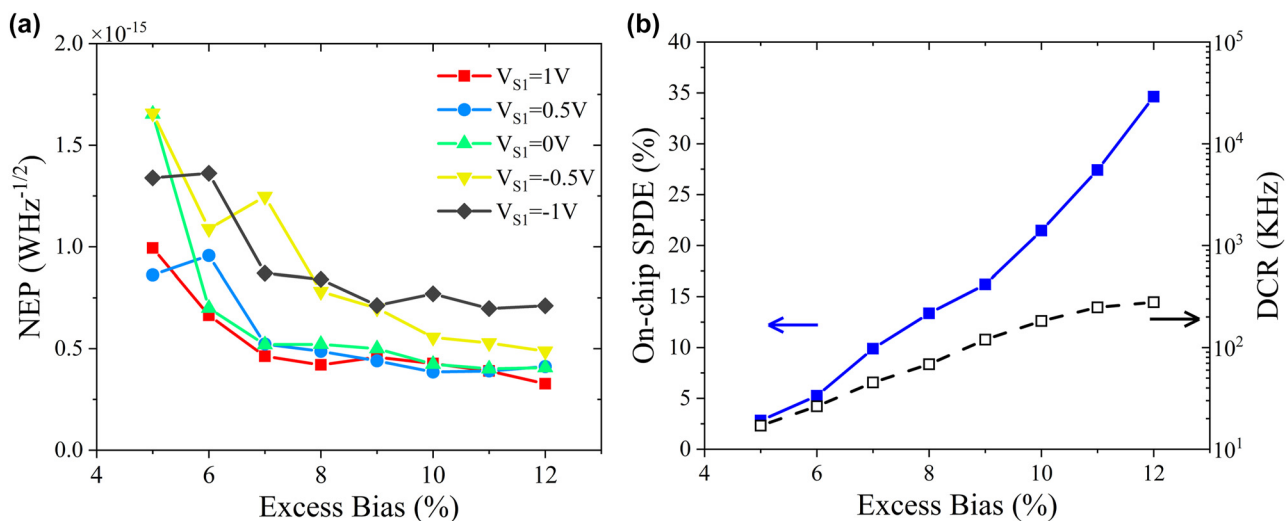 (a)
×10⁻¹⁵
2.0
1.5
1.0
0.5
0.0
NEP (WHz⁻¹/²)
4 6 8 10 12
Excess Bias (%)
V_S1=1V
V_S1=0.5V
V_S1=0V
V_S1=-0.5V
V_S1=-1V
(b)
40
35
30
25
20
15
10
5
0
On-chip SPDE (%)
4 6 8 10 12
Excess Bias (%)
10⁵
10⁴
10³
10²
10¹
DCR (KHz)